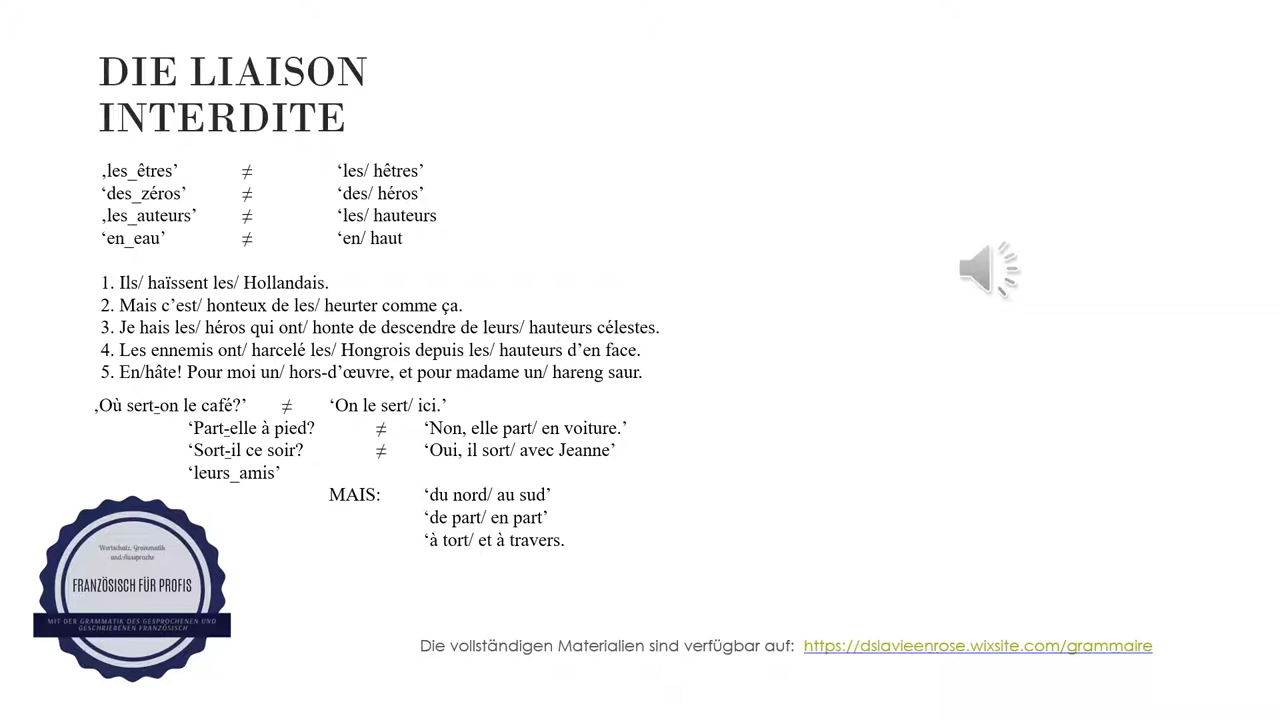 DIE LIAISON
INTERDITE
‚les_êtres’ ≠ ‘les/ hêtres’
‘des_zéros’ ≠ ‘des/ héros’
‚les_auteurs’ ≠ ‘les/ hauteurs
‘en_eau’ ≠ ‘en/ haut
1. Ils/ haïssent les/ Hollandais.
2. Mais c’est/ honteux de les/ heurter comme ça.
3. Je hais les/ héros qui ont/ honte de descendre de leurs/ hauteurs célestes.
4. Les ennemis ont/ harcelé les/ Hongrois depuis les/ hauteurs d’en face.
5. En/hâte! Pour moi un/ hors-d’œuvre, et pour madame un/ hareng saur.
‚Où sert-on le café?’ ≠ ‘On le sert/ ici.’
‘Part-elle à pied? ≠ ‘Non, elle part/ en voiture.’
‘Sort-il ce soir? ≠ ‘Oui, il sort/ avec Jeanne’
‘leurs_amis’
MAIS: ‘du nord/ au sud’
‘de part/ en part’
‘à tort/ et à travers.
Wortschatz, Grammatik
und Aussprache
FRANZÖSISCH FÜR PROFIS
MIT DER GRAMMATIK DES GESPROCHENEN UND
GESCHRIEBENEN FRANZÖSISCH
Die vollständigen Materialien sind verfügbar auf: https://dslavieenrose.wixsite.com/grammaire